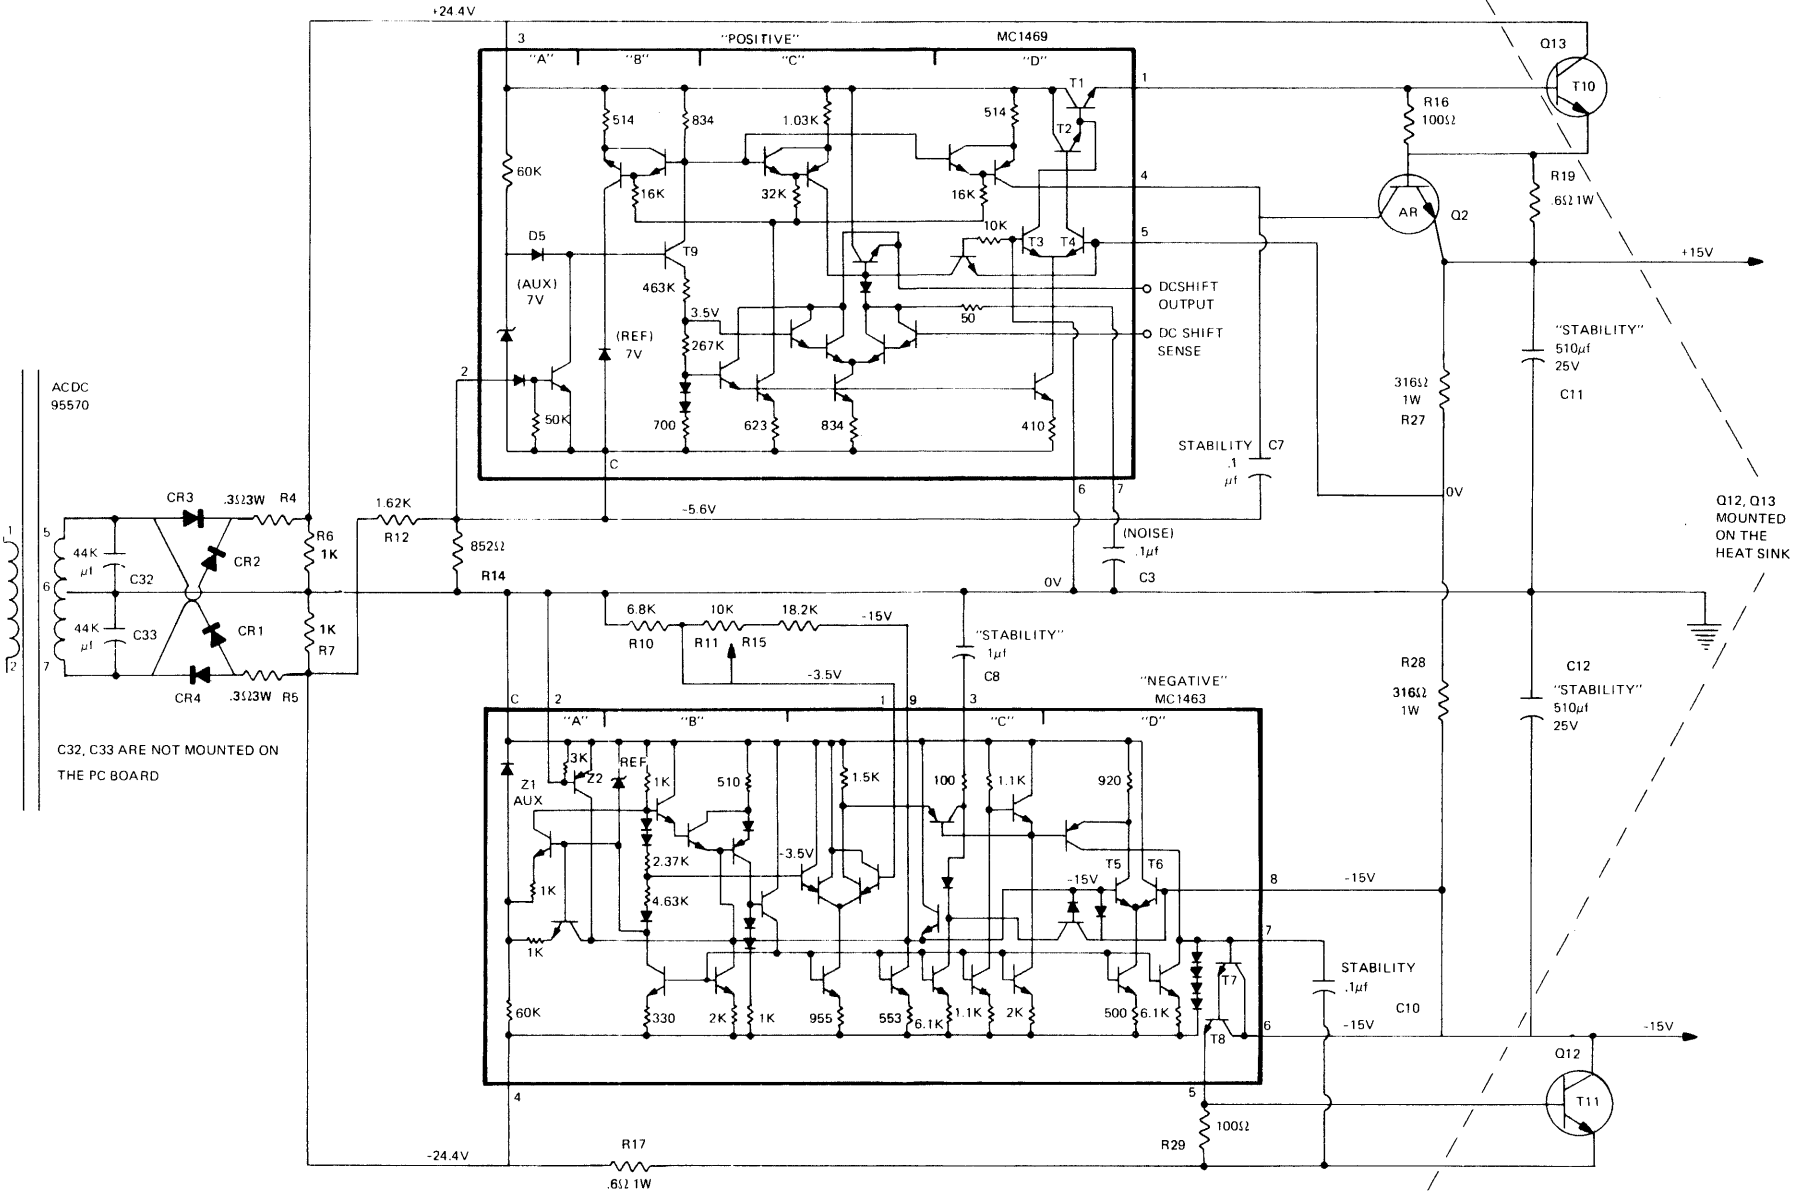 +24.4V
3
"POSITIVE"
MC1469
"A"
"B"
"C"
"D"
Q13
T10
T1
1
R16
100Ω
514
834
1.03K
514
T2
60K
16K
32K
16K
4
R19
.6Ω 1W
AR
Q2
10K
T3
T4
5
D5
T9
+15V
(AUX)
7V
463K
DCSHIFT
OUTPUT
3.5V
50
(REF)
7V
267K
DC SHIFT
SENSE
"STABILITY"
510µf
25V
C11
2
316Ω
1W
R27
ACDC
95570
50K
700
623
834
410
STABILITY
C7
.1
µf
C
6
7
0V
Q12, Q13
MOUNTED
ON THE
HEAT SINK
CR3
.3Ω3W
R4
1.62K
R12
-5.6V
1
5
R6
1K
(NOISE)
.1µf
C3
44K
µf
C32
CR2
852Ω
R14
6
0V
44K
µf
C33
CR1
1K
R7
6.8K
10K
18.2K
-15V
R10
R11
R15
"STABILITY"
1µf
C8
2
7
CR4
.3Ω3W
R5
-3.5V
R28
316Ω
1W
C12
"STABILITY"
510µf
25V
"NEGATIVE"
MC1463
C
2
1
9
3
"A"
"B"
"C"
"D"
C32, C33 ARE NOT MOUNTED ON
THE PC BOARD
3K
Z2
REF
Z1
AUX
1K
510
1.5K
100
1.1K
920
2.37K
-3.5V
T5
T6
1K
4.63K
-15V
8
-15V
1K
7
STABILITY
.1µf
C10
T7
60K
330
2K
1K
955
553
6.1K
1.1K
2K
500
6.1K
T8
6
-15V
-15V
4
5
Q12
T11
100Ω
R29
-24.4V
R17
.6Ω 1W